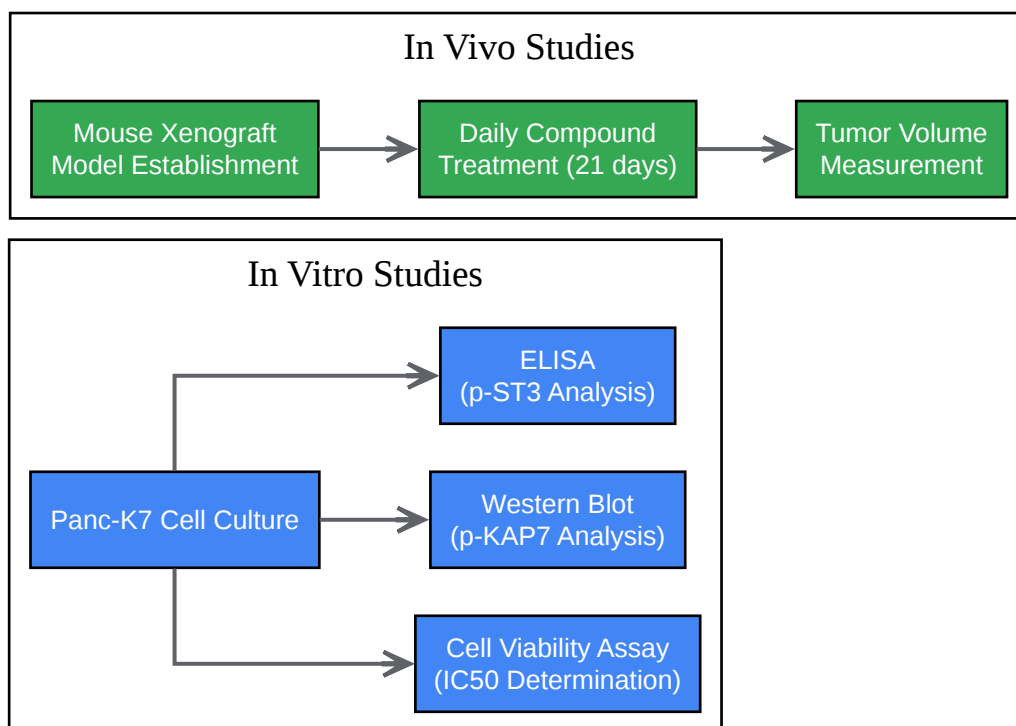 In Vivo Studies
Mouse Xenograft
Model Establishment
Daily Compound
Treatment (21 days)
Tumor Volume
Measurement
In Vitro Studies
ELISA
(p-ST3 Analysis)
Panc-K7 Cell Culture
Western Blot
(p-KAP7 Analysis)
Cell Viability Assay
(IC50 Determination)